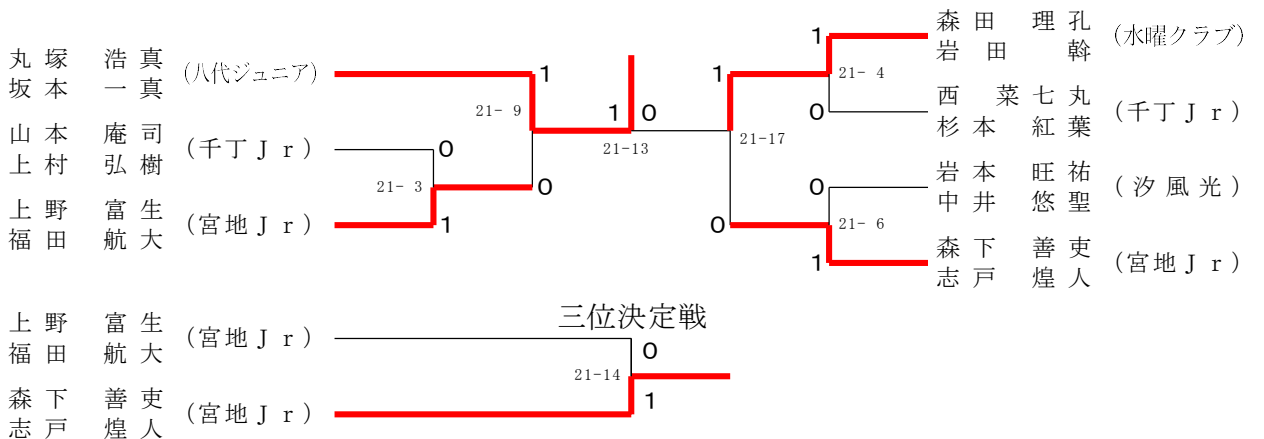 丸塚 浩真
坂本 一真
(八代ジュニア)
山本 庵司
上村 弘樹
(千丁Jr)
上野 富生
福田 航大
(宮地Jr)
21- 3
0
1
21- 9
1
0
1 0
21-13
1
0
21-17
1
0
21- 4
0
1
21- 6
森田 理孔
岩田 幹
(水曜クラブ)
西 菜七丸
杉本 紅葉
(千丁Jr)
岩本 旺祐
中井 悠聖
(汐風光)
森下 善吏
志戸 煌人
(宮地Jr)
三位決定戦
上野 富生
福田 航大
(宮地Jr)
森下 善吏
志戸 煌人
(宮地Jr)
21-14
0
1